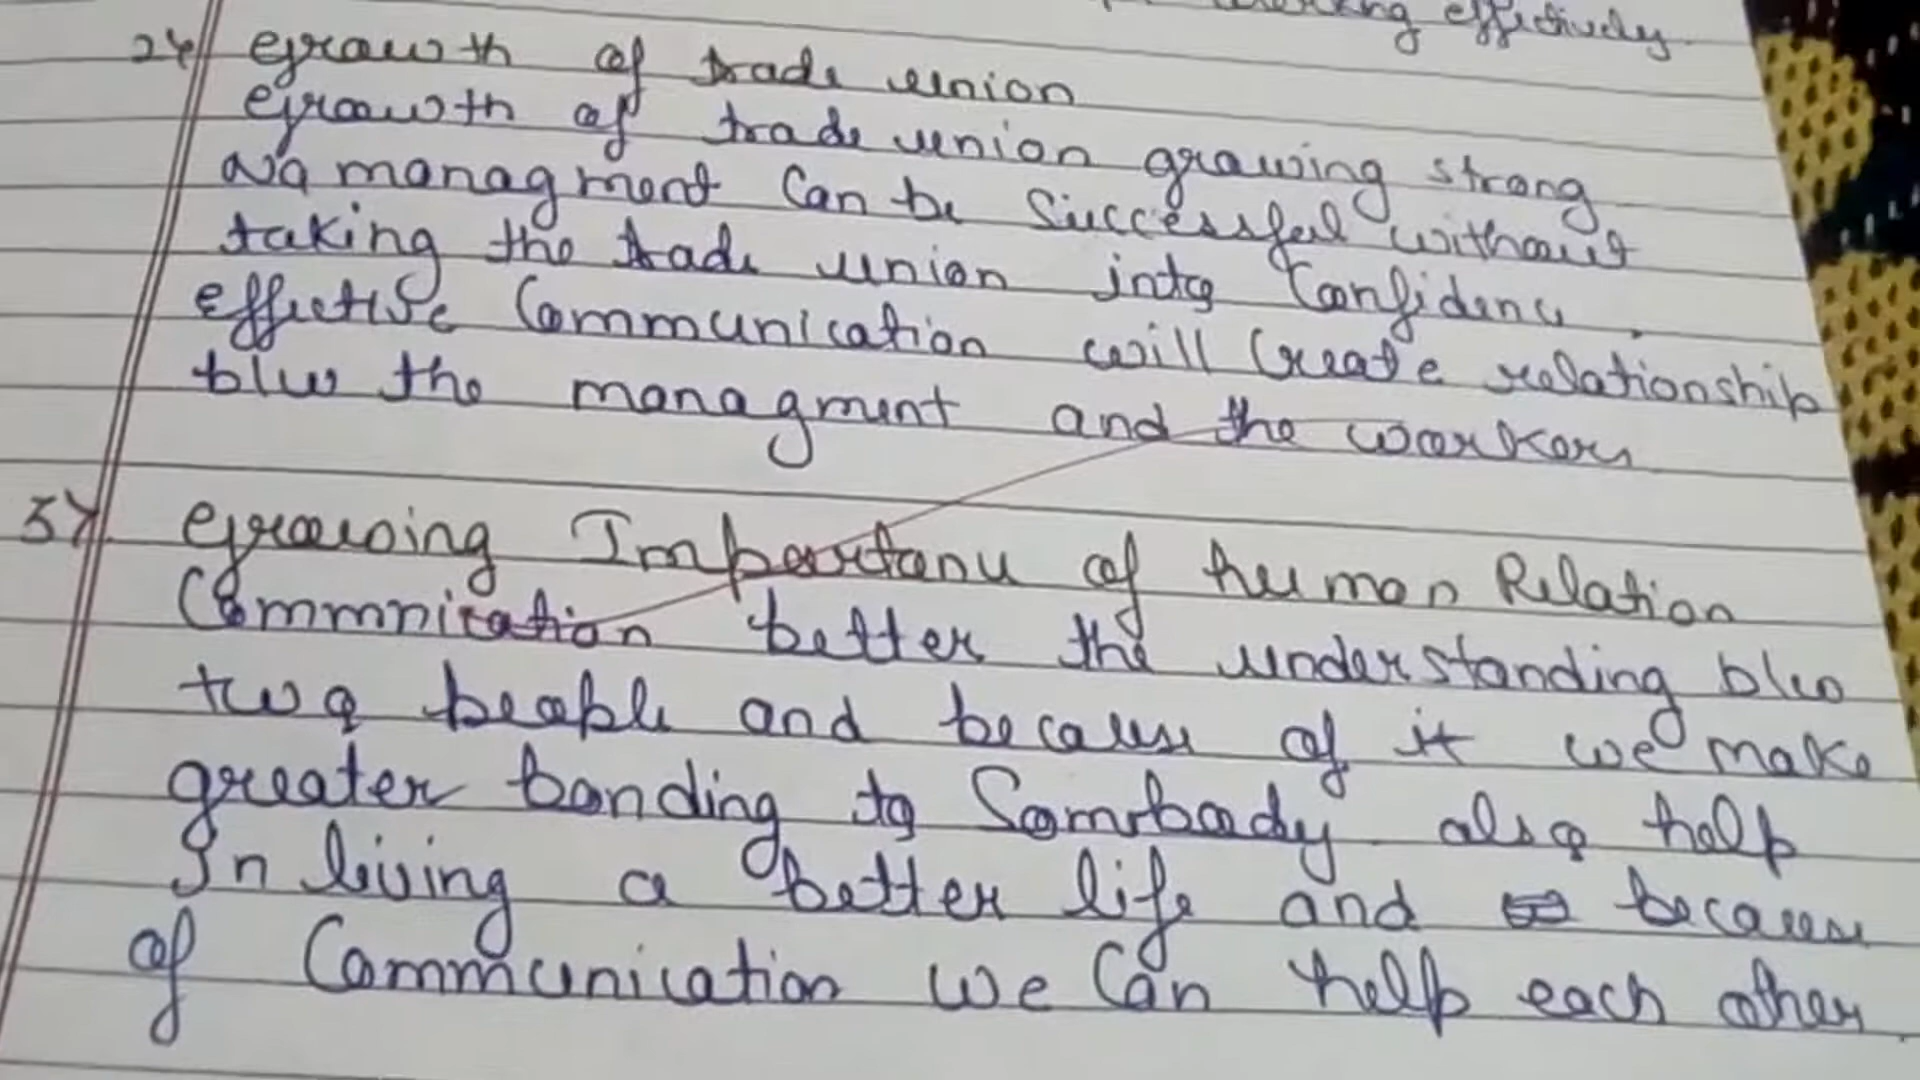 working effectively
2) Growth of trade union
Growth of trade union growing strong
No managment can be successful without
taking the trade union into confidence
effective communication will create relationship
b/w the managment and the workers
3) Growing Importance of human Relation
Commnication better the understanding b/w
two people and because of it we make
greater bonding to Somebody also help
In living a better life and because
of Communication we can help each other